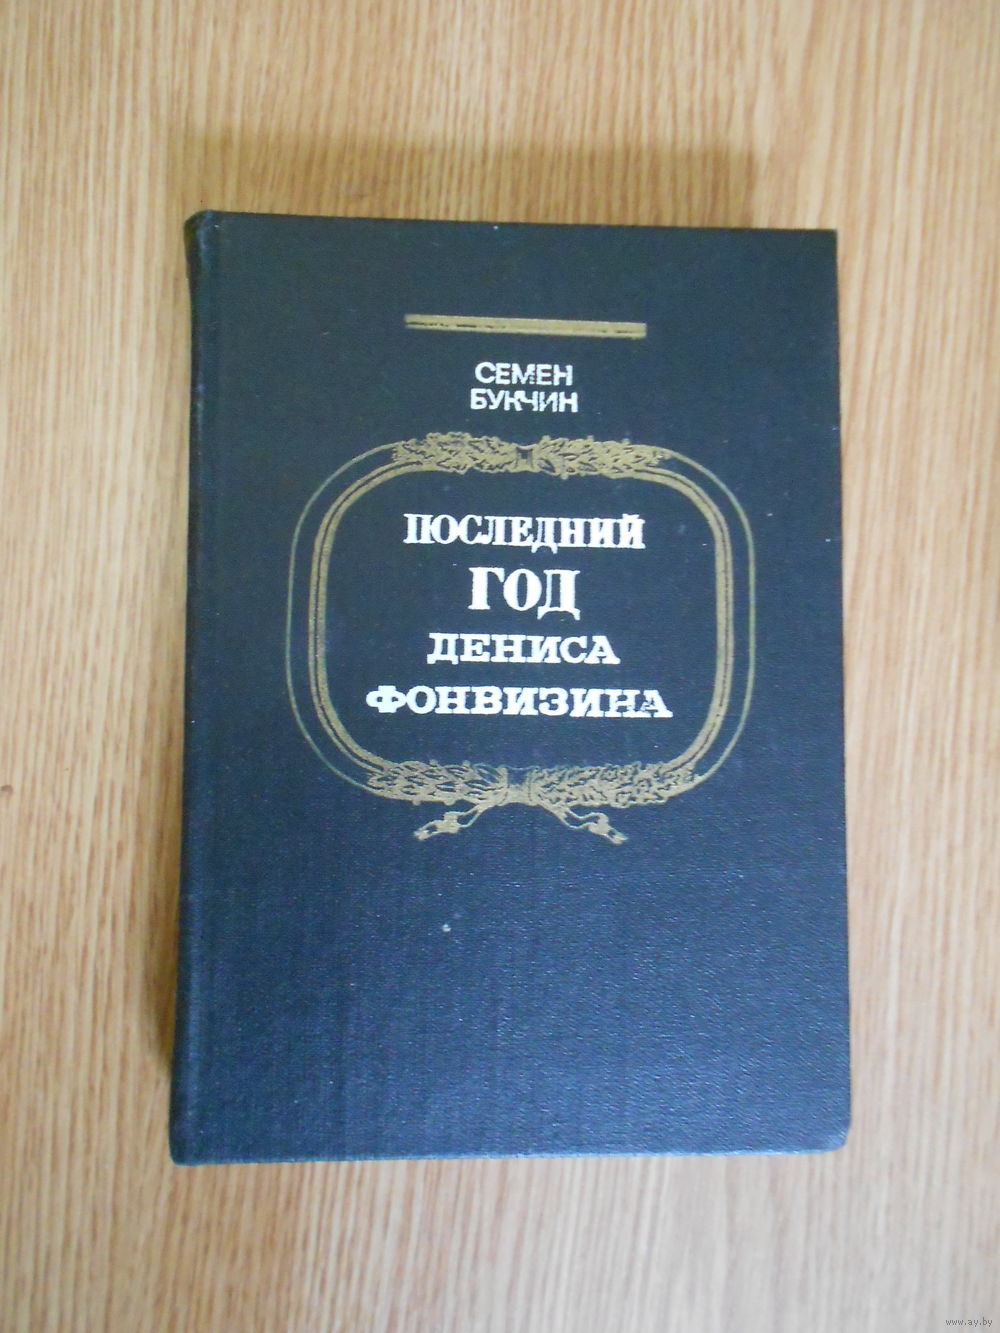 СЕМЕН
БУКЧИН
ПОСЛЕДНИЙ
ГОД
ДЕНИСА
ФОНВИЗИНА
www.ay.by